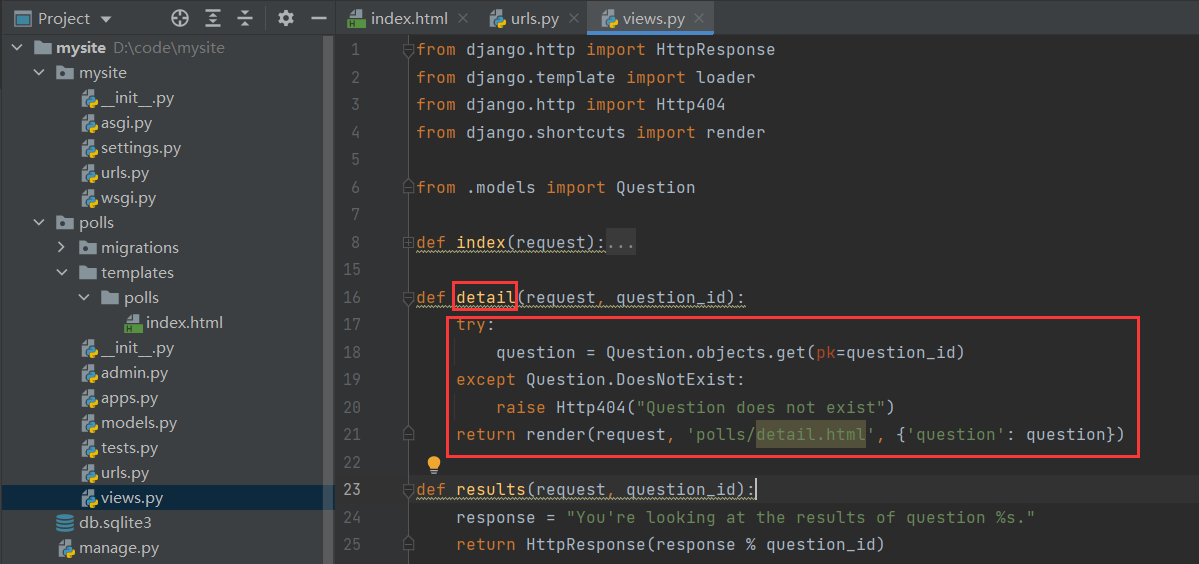 Project
mysite D:\code\mysite
mysite
__init__.py
asgi.py
settings.py
urls.py
wsgi.py
polls
migrations
templates
polls
index.html
__init__.py
admin.py
apps.py
models.py
tests.py
urls.py
views.py
db.sqlite3
manage.py
index.html urls.py views.py
1 from django.http import HttpResponse
2 from django.template import loader
3 from django.http import Http404
4 from django.shortcuts import render
5
6 from .models import Question
7
8 def index(request):...
15
16 def detail(request, question_id):
17 try:
18 question = Question.objects.get(pk=question_id)
19 except Question.DoesNotExist:
20 raise Http404("Question does not exist")
21 return render(request, 'polls/detail.html', {'question': question})
22
23 def results(request, question_id):
24 response = "You're looking at the results of question %s."
25 return HttpResponse(response % question_id)